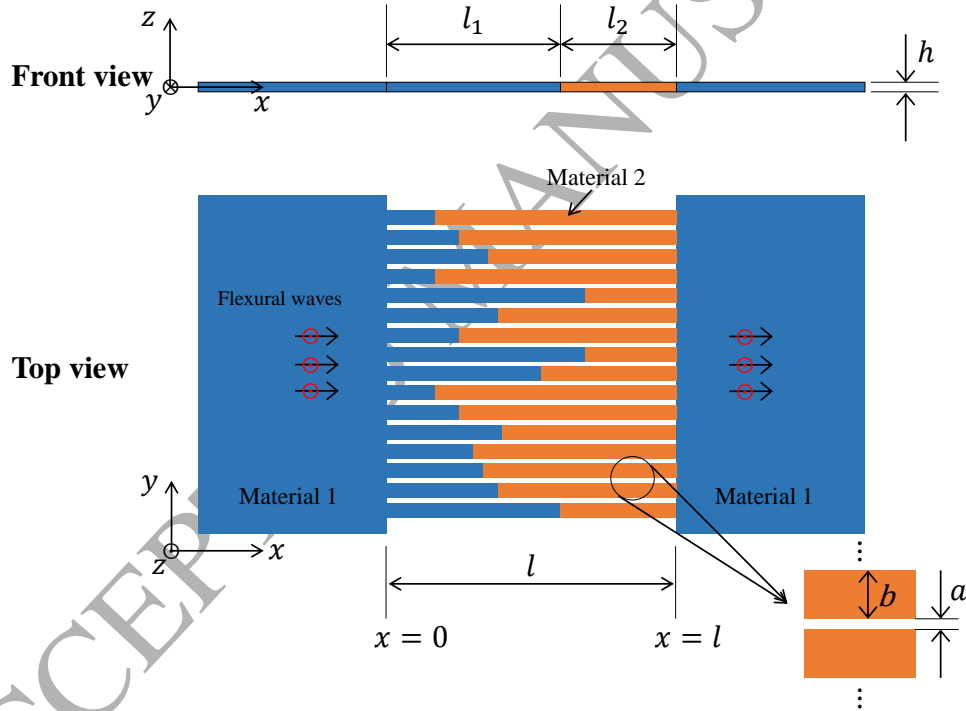 z
l₁
l₂
h
Front view
y
x
Material 2
Flexural waves
Top view
Material 1
Material 1
y
z
x
l
x = 0
x = l
⋮
b
a
⋮